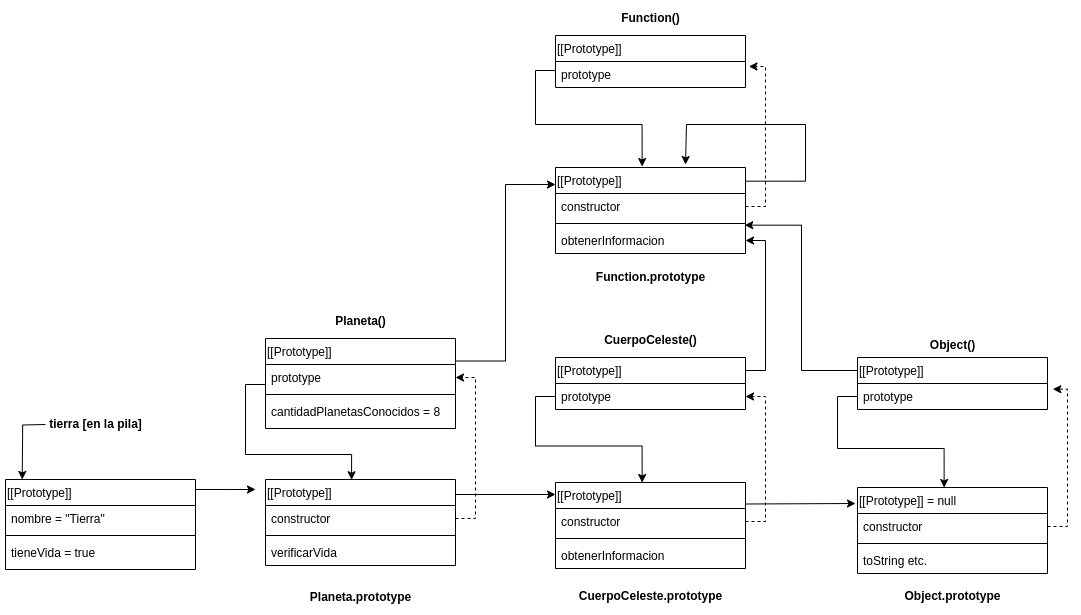 Function()
[[Prototype]]
prototype
[[Prototype]]
constructor
obtenerInformacion
Function.prototype
Planeta()
[[Prototype]]
prototype
cantidadPlanetasConocidos = 8
CuerpoCeleste()
[[Prototype]]
prototype
Object()
[[Prototype]]
prototype
tierra [en la pila]
[[Prototype]]
nombre = "Tierra"
tieneVida = true
[[Prototype]]
constructor
verificarVida
Planeta.prototype
[[Prototype]]
constructor
obtenerInformacion
CuerpoCeleste.prototype
[[Prototype]] = null
constructor
toString etc.
Object.prototype